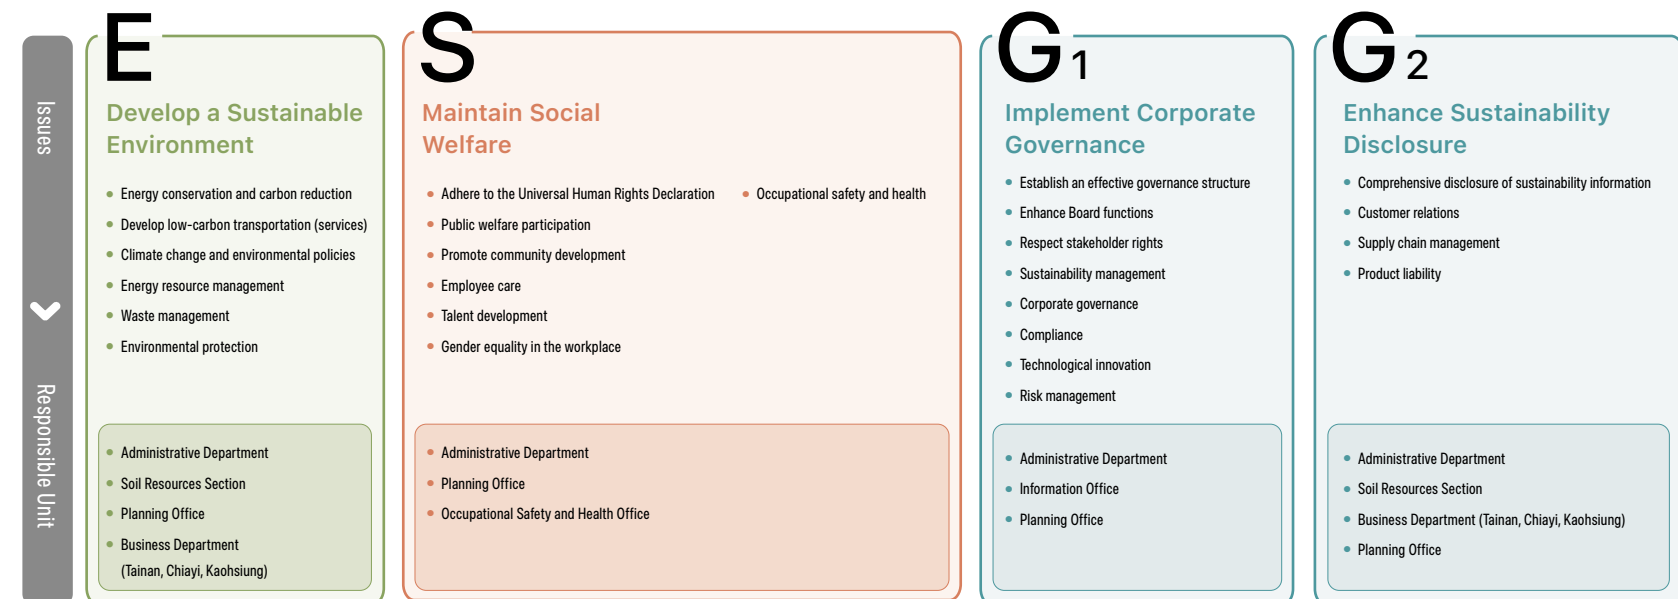 Issues
Responsible Unit
E
Develop a Sustainable
Environment
Energy conservation and carbon reduction
Develop low-carbon transportation (services)
Climate change and environmental policies
Energy resource management
Waste management
Environmental protection
Administrative Department
Soil Resources Section
Planning Office
Business Department
(Tainan, Chiayi, Kaohsiung)
S
Maintain Social
Welfare
Adhere to the Universal Human Rights Declaration
Public welfare participation
Promote community development
Employee care
Talent development
Gender equality in the workplace
Occupational safety and health
Administrative Department
Planning Office
Occupational Safety and Health Office
G1
Implement Corporate
Governance
Establish an effective governance structure
Enhance Board functions
Respect stakeholder rights
Sustainability management
Corporate governance
Compliance
Technological innovation
Risk management
Administrative Department
Information Office
Planning Office
G2
Enhance Sustainability
Disclosure
Comprehensive disclosure of sustainability information
Customer relations
Supply chain management
Product liability
Administrative Department
Soil Resources Section
Business Department (Tainan, Chiayi, Kaohsiung)
Planning Office